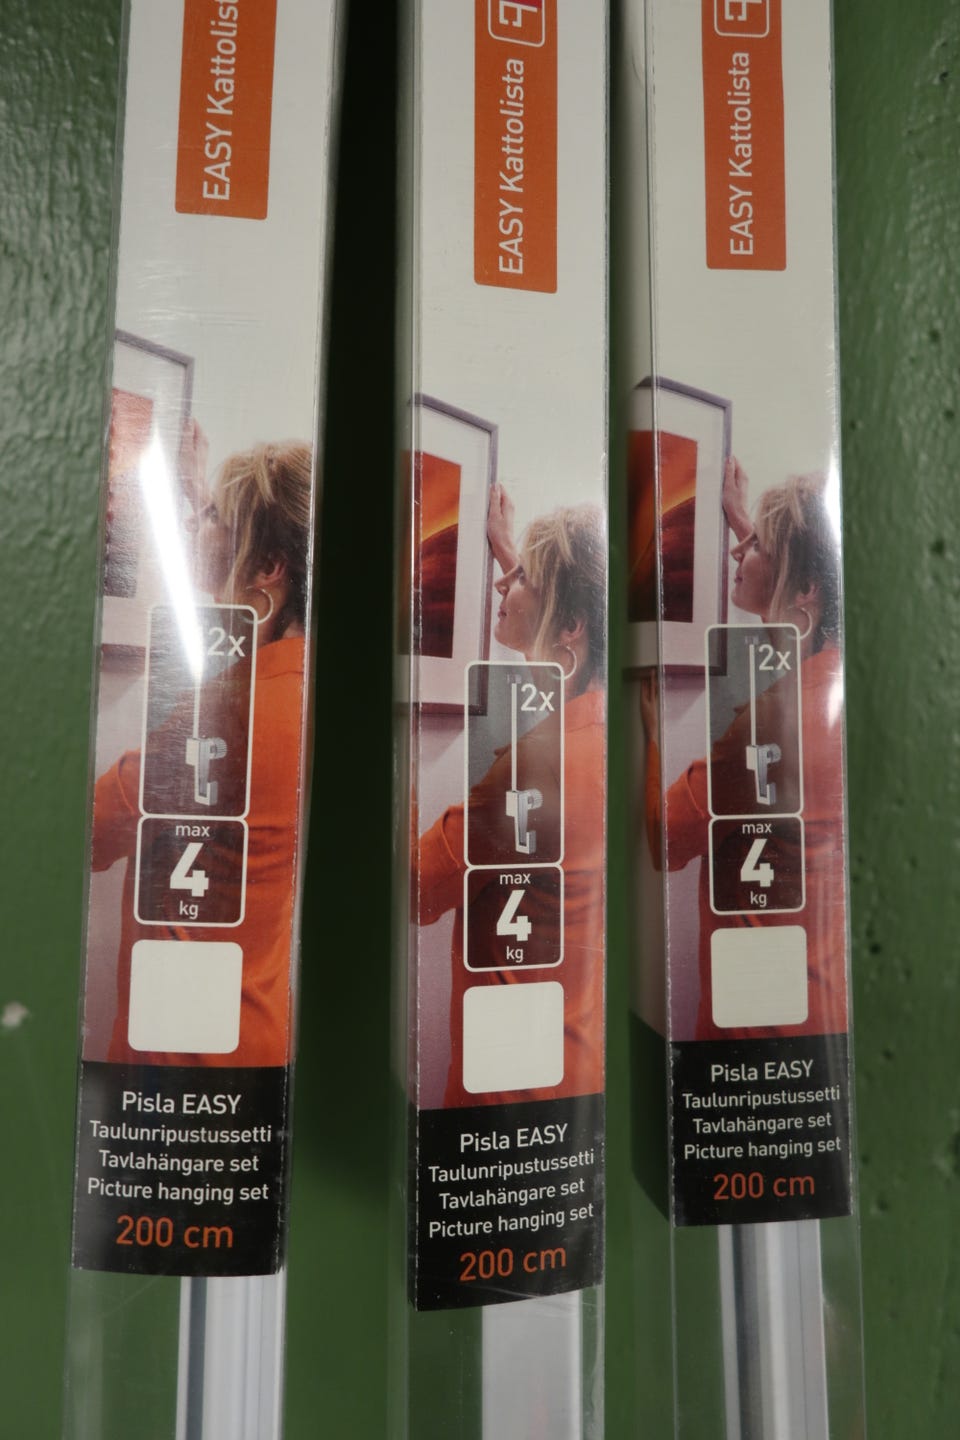 EASY Kattolist
2x
max
4
kg
Pisla EASY
Taulunripustussetti
Tavlahängare set
Picture hanging set
200 cm
EASY Kattolista
2x
max
4
kg
Pisla EASY
Taulunripustussetti
Tavlahängare set
Picture hanging set
200 cm
EASY Kattolista
2x
max
4
kg
Pisla EASY
Taulunripustussetti
Tavlahängare set
Picture hanging set
200 cm